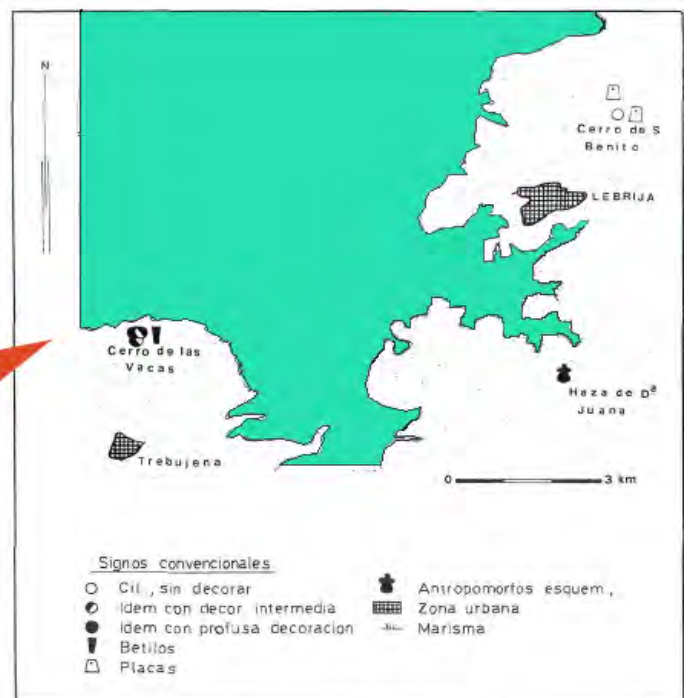 N
Cerro de S.
Benito
LEBRIJA
Cerro de las
Vacas
Haza de Dª
Juana
Trebujena
0 3 km
Signos convencionales
Cil., sin decorar
Idem con decor intermedia
Idem con profusa decoracion
Betilos
Placas
Antropomorfos esquem,
Zona urbana
Marisma